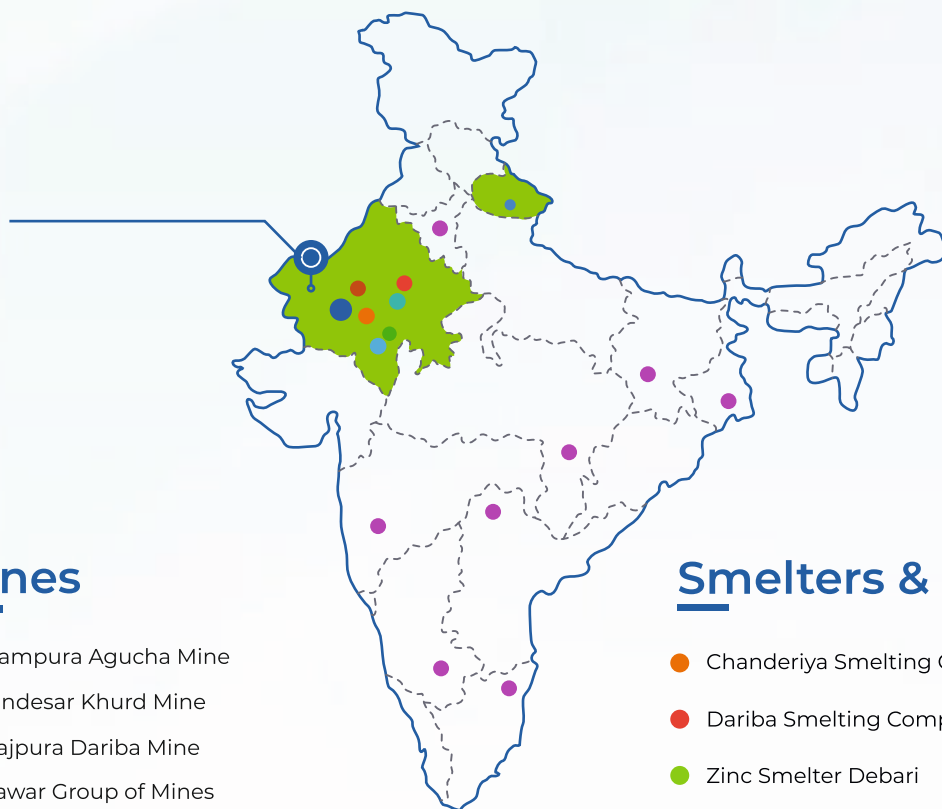 nes
ampura Agucha Mine
ndesar Khurd Mine
ajpura Dariba Mine
awar Group of Mines
Smelters &
Chanderiya Smelting
Dariba Smelting Comp
Zinc Smelter Debari